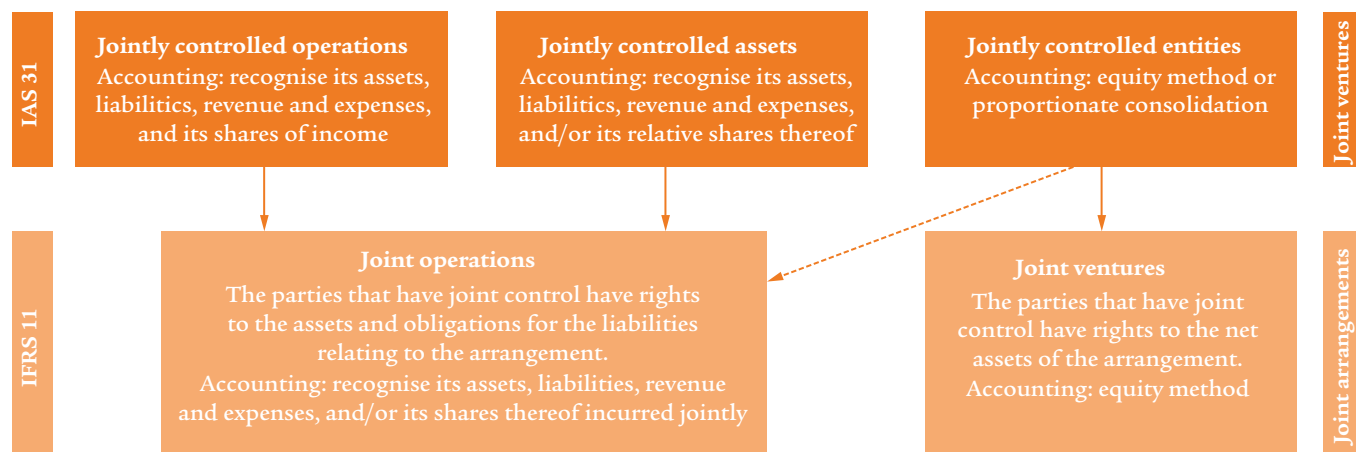 IAS 31
Jointly controlled operations
Accounting: recognise its assets,
liabilitics, revenue and expenses,
and its shares of income
Jointly controlled assets
Accounting: recognise its assets,
liabilitics, revenue and expenses,
and/or its relative shares thereof
Jointly controlled entities
Accounting: equity method or
proportionate consolidation
Joint ventures
IFRS 11
Joint operations
The parties that have joint control have rights
to the assets and obligations for the liabilities
relating to the arrangement.
Accounting: recognise its assets, liabilities, revenue
and expenses, and/or its shares thereof incurred jointly
Joint ventures
The parties that have joint
control have rights to the net
assets of the arrangement.
Accounting: equity method
Joint arrangements